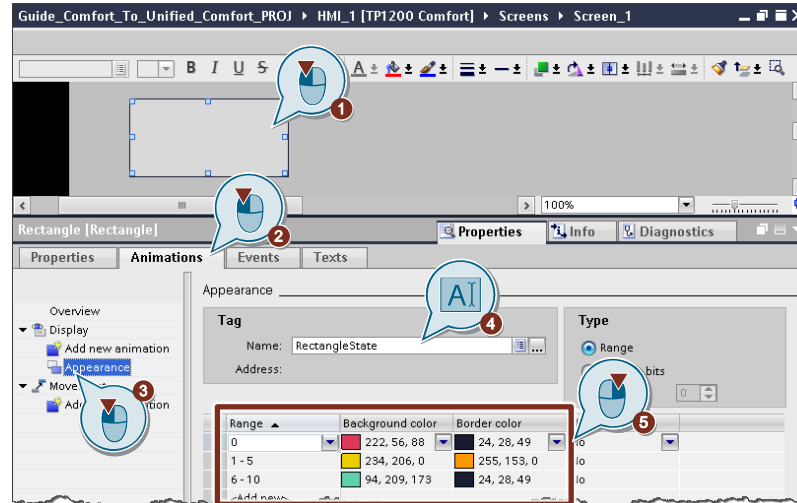 Guide_Comfort_To_Unified_Comfort_PROJ ▸ HMI_1 [TP1200 Comfort] ▸ Screens ▸ Screen_1
B I U S A
1
100%
2
Rectangle [Rectangle]
Properties Info Diagnostics
Properties Animations Events Texts
Appearance
Overview
Display
Add new animation
Appearance
Move
3
Tag
Name: RectangleState
Address:
A
4
Type
Range
bits
0
5
Range Background color Border color
0 222, 56, 88 24, 28, 49
1 - 5 234, 206, 0 255, 153, 0
6 - 10 94, 209, 173 24, 28, 49
<Add new>